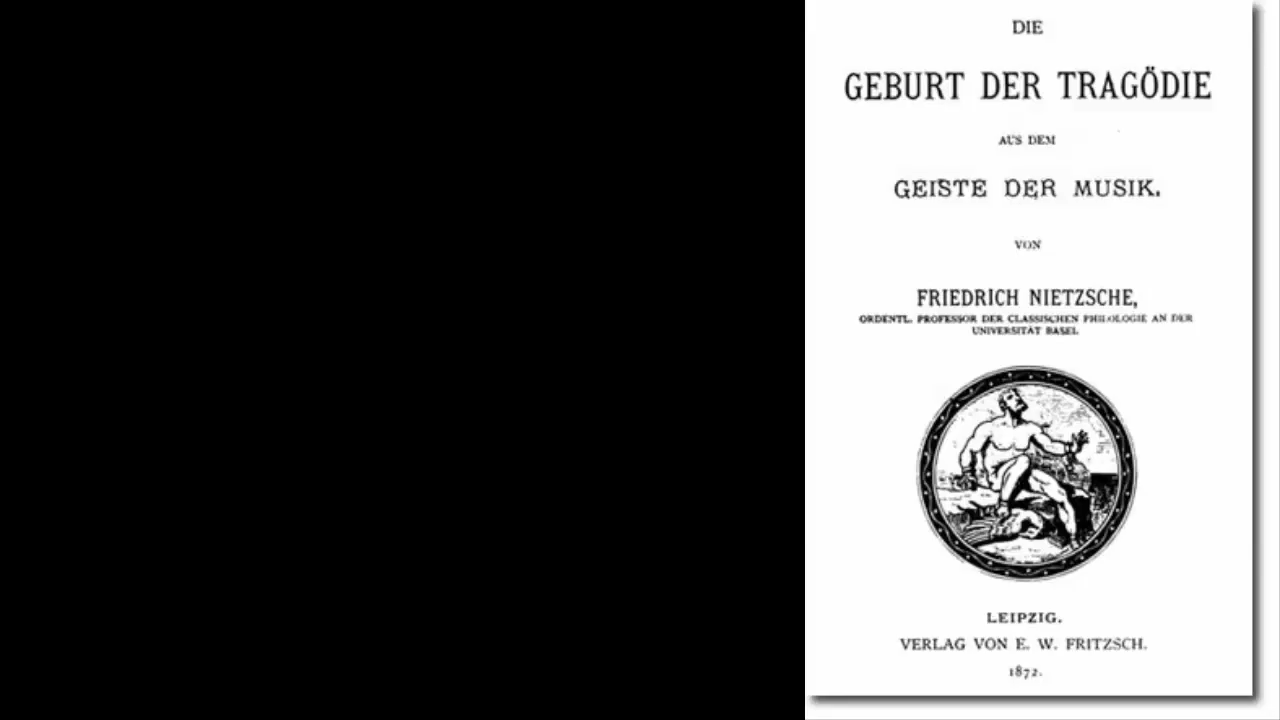 DIE
GEBURT DER TRAGÖDIE
AUS DEM
GEISTE DER MUSIK.
VON
FRIEDRICH NIETZSCHE,
ORDENTL. PROFESSOR DER CLASSISCHEN PHILOLOGIE AN DER
UNIVERSITÄT BASEL
LEIPZIG.
VERLAG VON E. W. FRITZSCH.
1872.